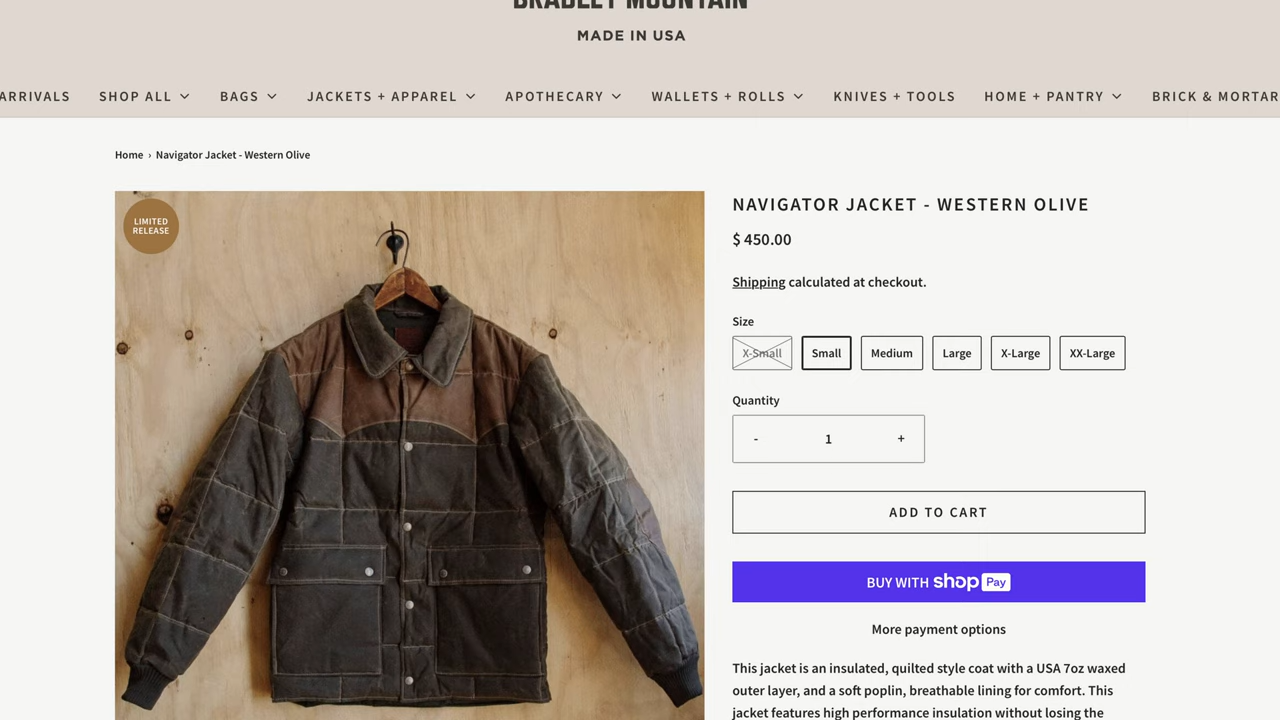 BRADLEY MOUNTAIN
MADE IN USA
ARRIVALS SHOP ALL BAGS JACKETS + APPAREL APOTHECARY WALLETS + ROLLS KNIVES + TOOLS HOME + PANTRY BRICK & MORTAR
Home › Navigator Jacket - Western Olive
LIMITED
RELEASE
NAVIGATOR JACKET - WESTERN OLIVE
$ 450.00
Shipping calculated at checkout.
Size
X-Small Small Medium Large X-Large XX-Large
Quantity
- 1 +
ADD TO CART
BUY WITH shop Pay
More payment options
This jacket is an insulated, quilted style coat with a USA 7oz waxed
outer layer, and a soft poplin, breathable lining for comfort. This
jacket features high performance insulation without losing the